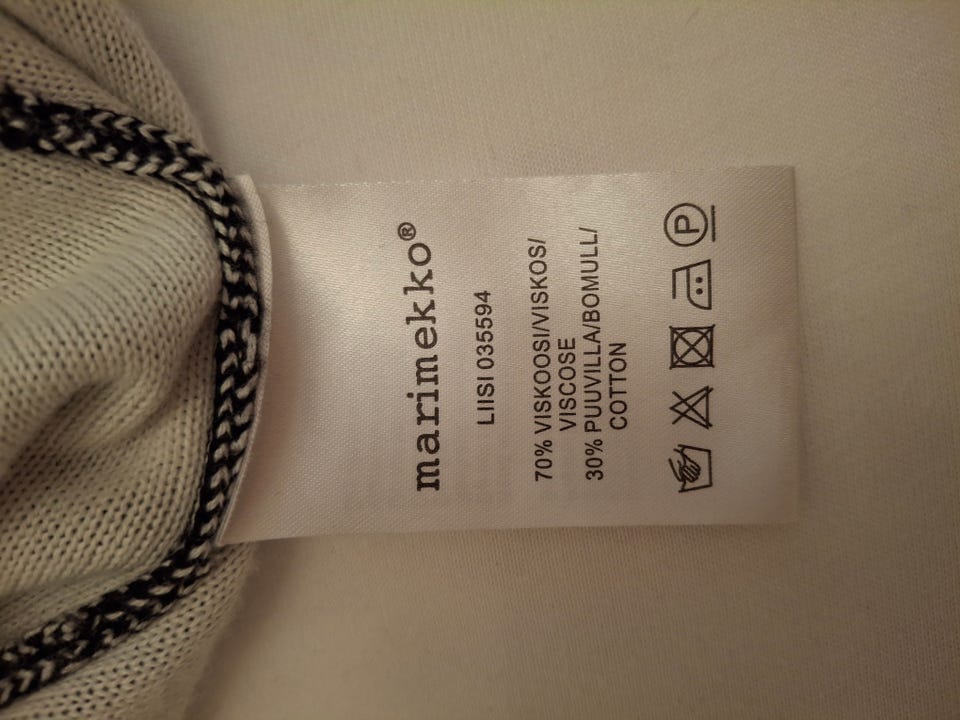 marimekko®
LIISI 035594
70% VISKOOSI/VISKOS/
VISCOSE
30% PUUVILLA/BOMULL/
COTTON
P